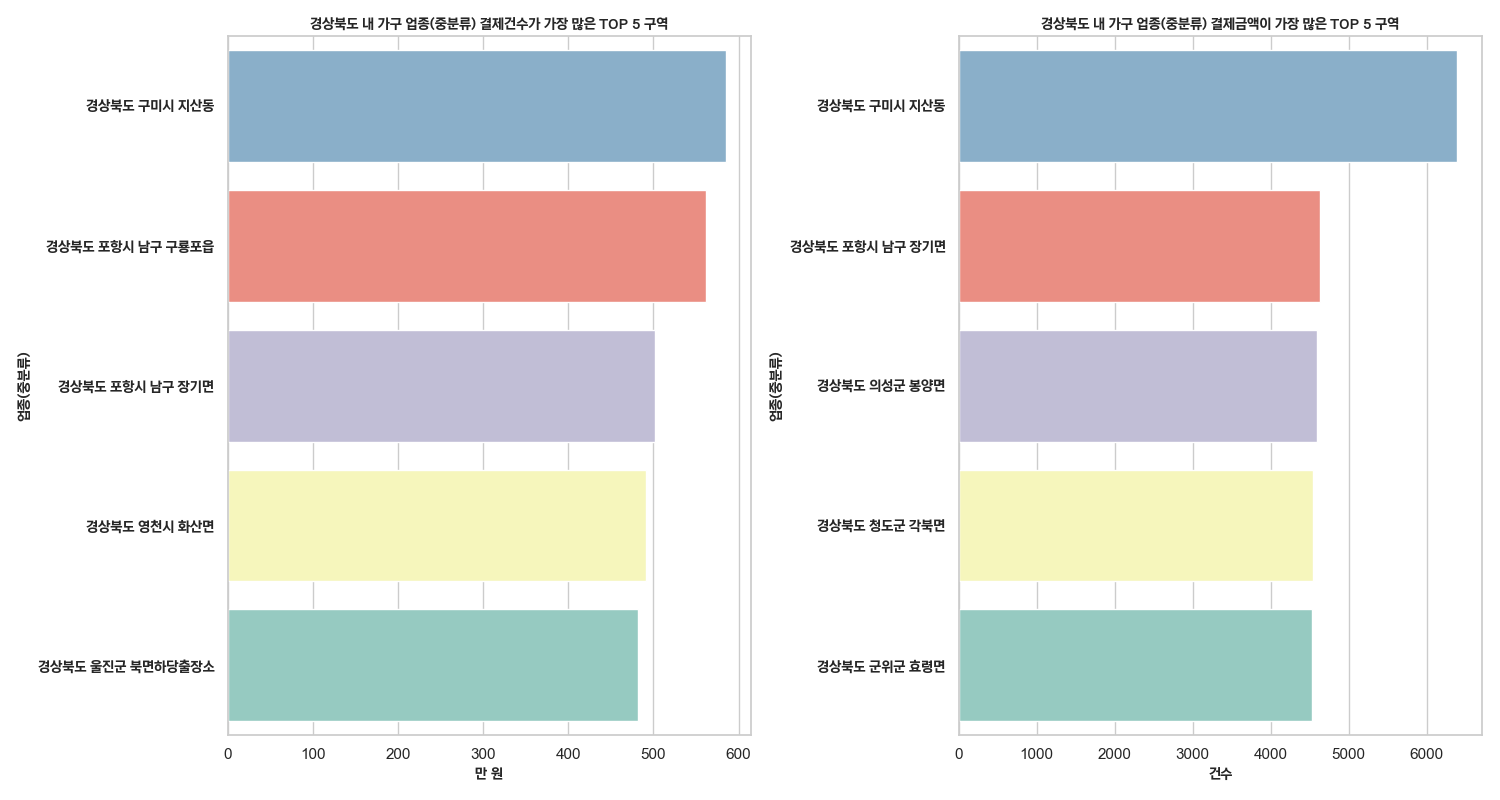 경상북도 내 가구 업종(중분류) 결제건수가 가장 많은 TOP 5 구역
업종(중분류)
경상북도 구미시 지산동
경상북도 포항시 남구 구룡포읍
경상북도 포항시 남구 장기면
경상북도 영천시 화산면
경상북도 울진군 북면하당출장소
0 100 200 300 400 500 600
만 원
경상북도 내 가구 업종(중분류) 결제금액이 가장 많은 TOP 5 구역
업종(중분류)
경상북도 구미시 지산동
경상북도 포항시 남구 장기면
경상북도 의성군 봉양면
경상북도 청도군 각북면
경상북도 군위군 효령면
0 1000 2000 3000 4000 5000 6000
건수